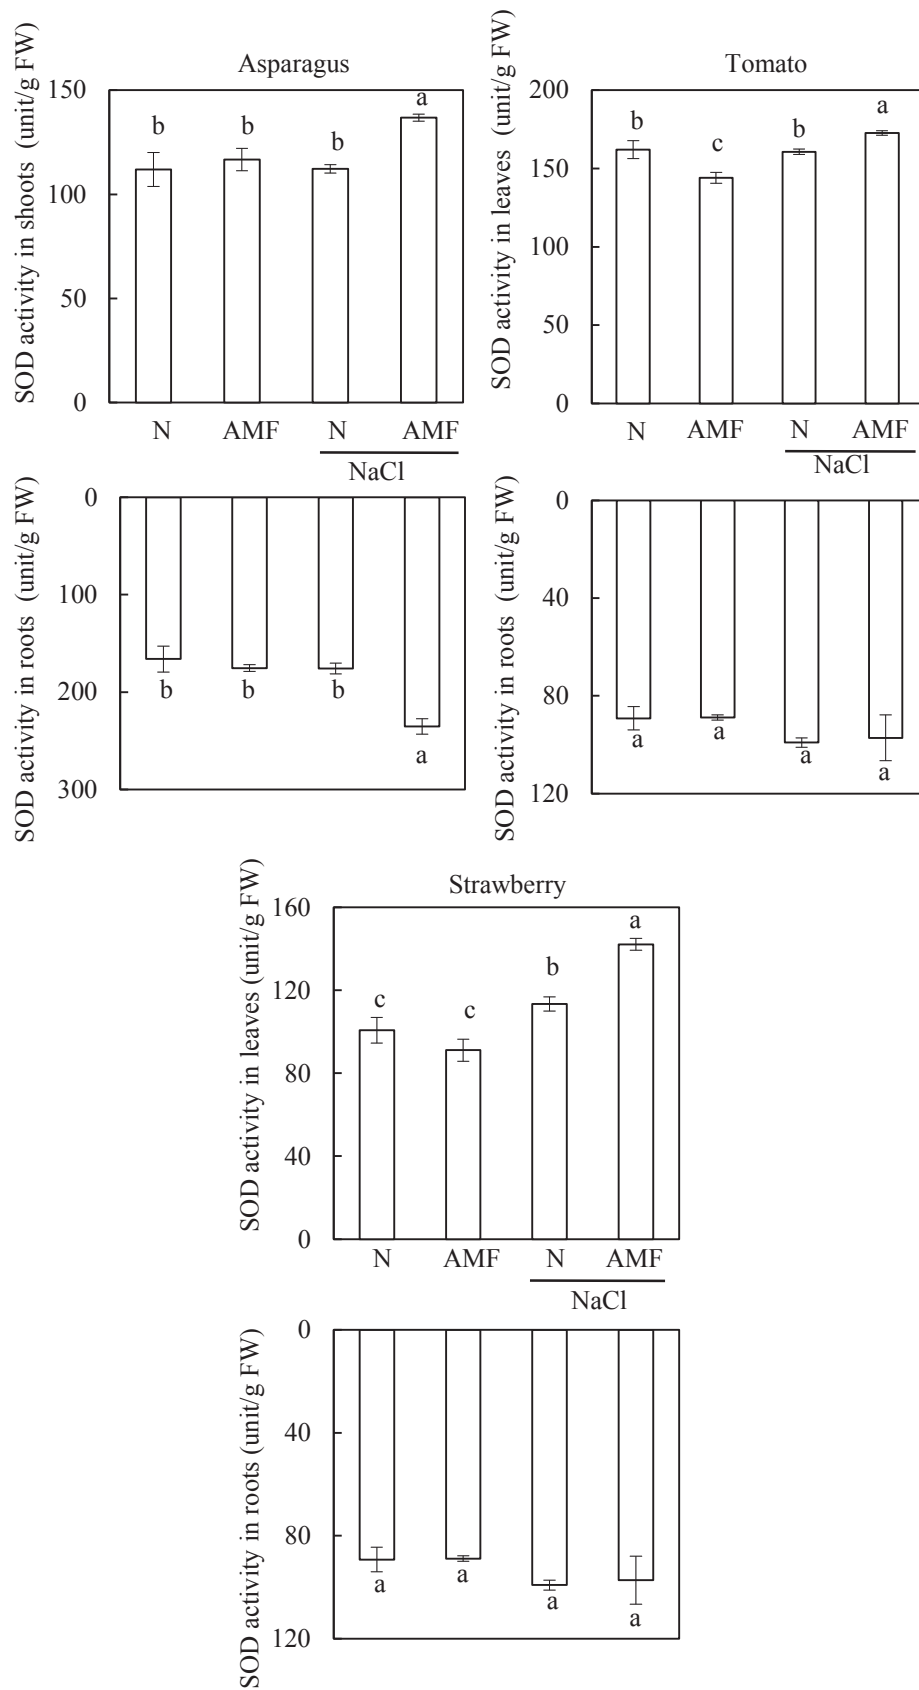 Asparagus
SOD activity in shoots (unit/g FW)
150
100
50
0
b
b
b
a
N
AMF
N
AMF
NaCl
Tomato
SOD activity in leaves (unit/g FW)
200
150
100
50
0
b
c
b
a
N
AMF
N
AMF
NaCl
SOD activity in roots (unit/g FW)
0
100
200
300
b
b
b
a
SOD activity in roots (unit/g FW)
0
40
80
120
a
a
a
a
Strawberry
SOD activity in leaves (unit/g FW)
160
120
80
40
0
c
c
b
a
N
AMF
N
AMF
NaCl
SOD activity in roots (unit/g FW)
0
40
80
120
a
a
a
a